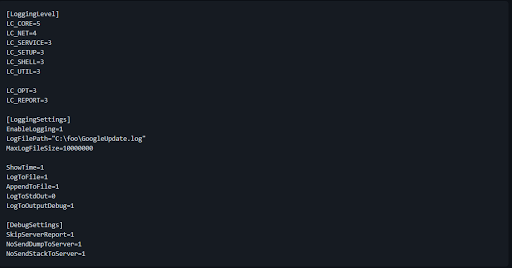 [LoggingLevel]
LC_CORE=5
LC_NET=4
LC_SERVICE=3
LC_SETUP=3
LC_SHELL=3
LC_UTIL=3
LC_OPT=3
LC_REPORT=3
[LoggingSettings]
EnableLogging=1
LogFilePath="C:\foo\GoogleUpdate.log"
MaxLogFileSize=10000000
ShowTime=1
LogToFile=1
AppendToFile=1
LogToStdOut=0
LogToOutputDebug=1
[DebugSettings]
SkipServerReport=1
NoSendDumpToServer=1
NoSendStackToServer=1